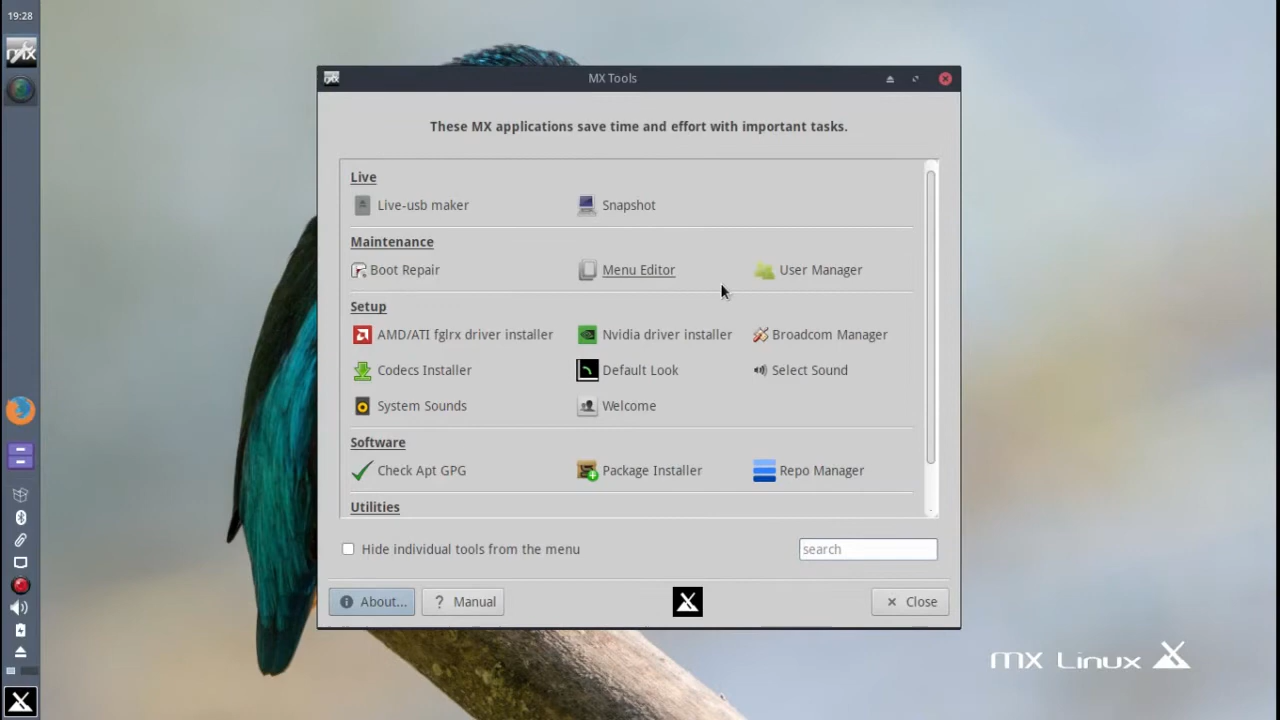 19:28
MX Tools
These MX applications save time and effort with important tasks.
Live
Live-usb maker Snapshot
Maintenance
Boot Repair Menu Editor User Manager
Setup
AMD/ATI fglrx driver installer Nvidia driver installer Broadcom Manager
Codecs Installer Default Look Select Sound
System Sounds Welcome
Software
Check Apt GPG Package Installer Repo Manager
Utilities
Hide individual tools from the menu search
About... ? Manual Close
mx Linux